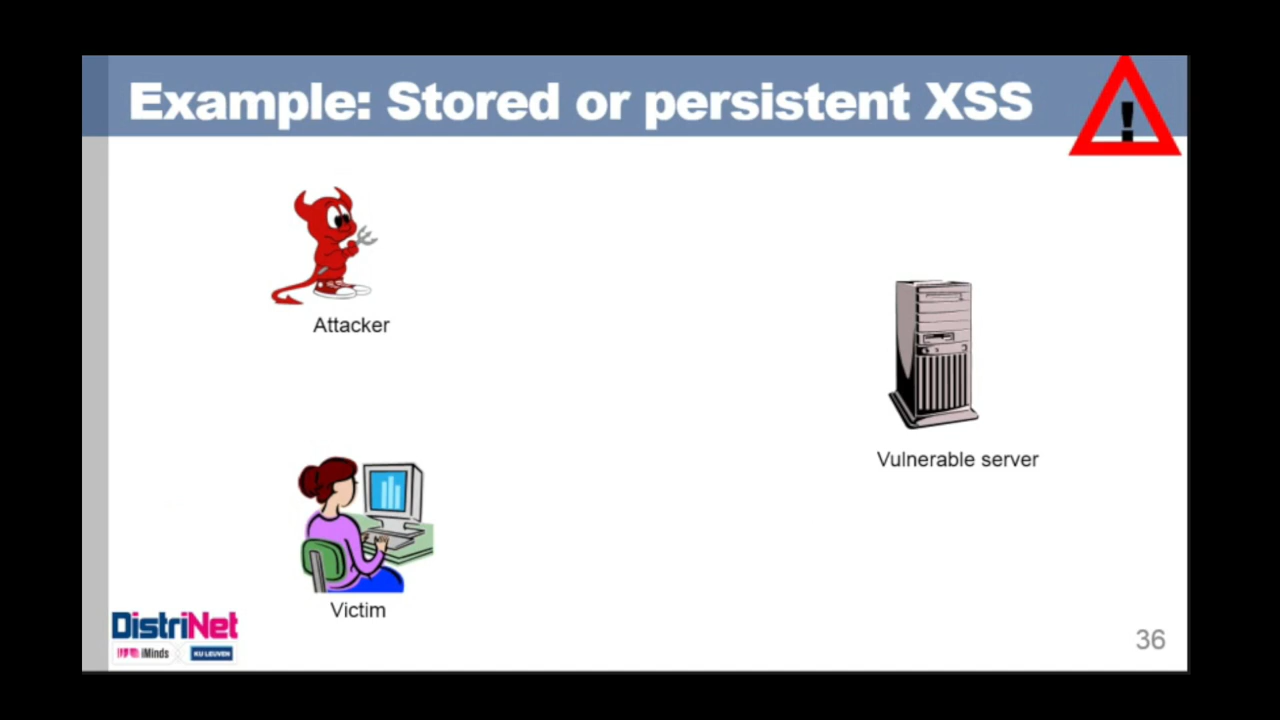 Example: Stored or persistent XSS
!
Attacker
Vulnerable server
Victim
DistriNet
iMinds
KU LEUVEN
36